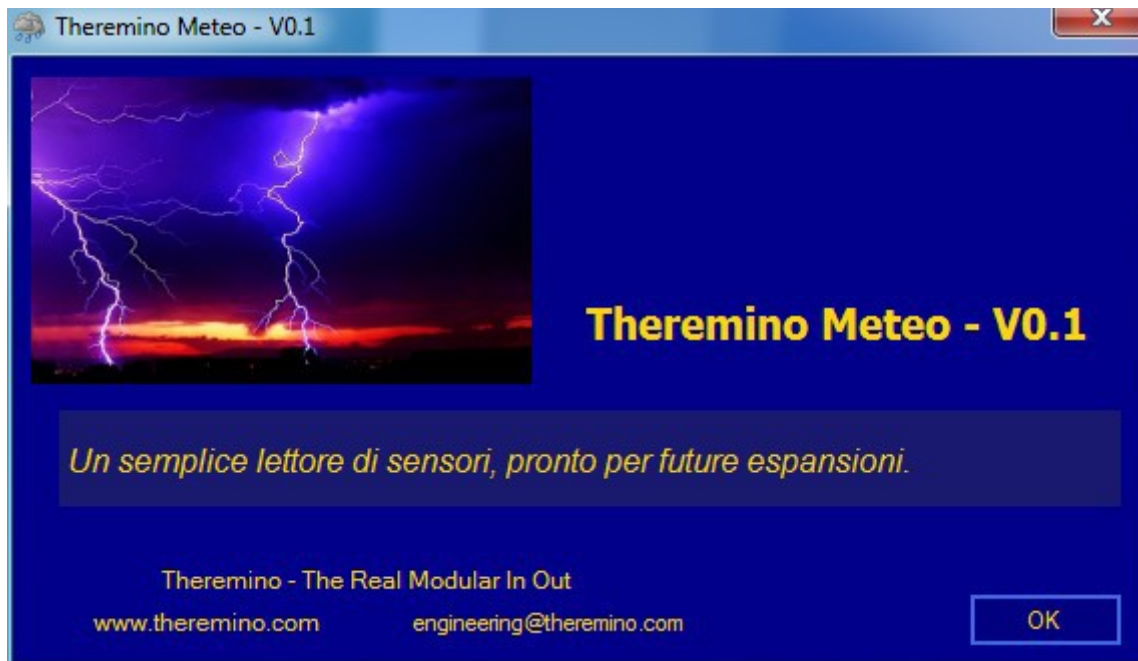 Theremino Meteo - V0.1
X
Theremino Meteo - V0.1
Un semplice lettore di sensori, pronto per future espansioni.
Theremino - The Real Modular In Out
www.theremino.com engineering@theremino.com
OK